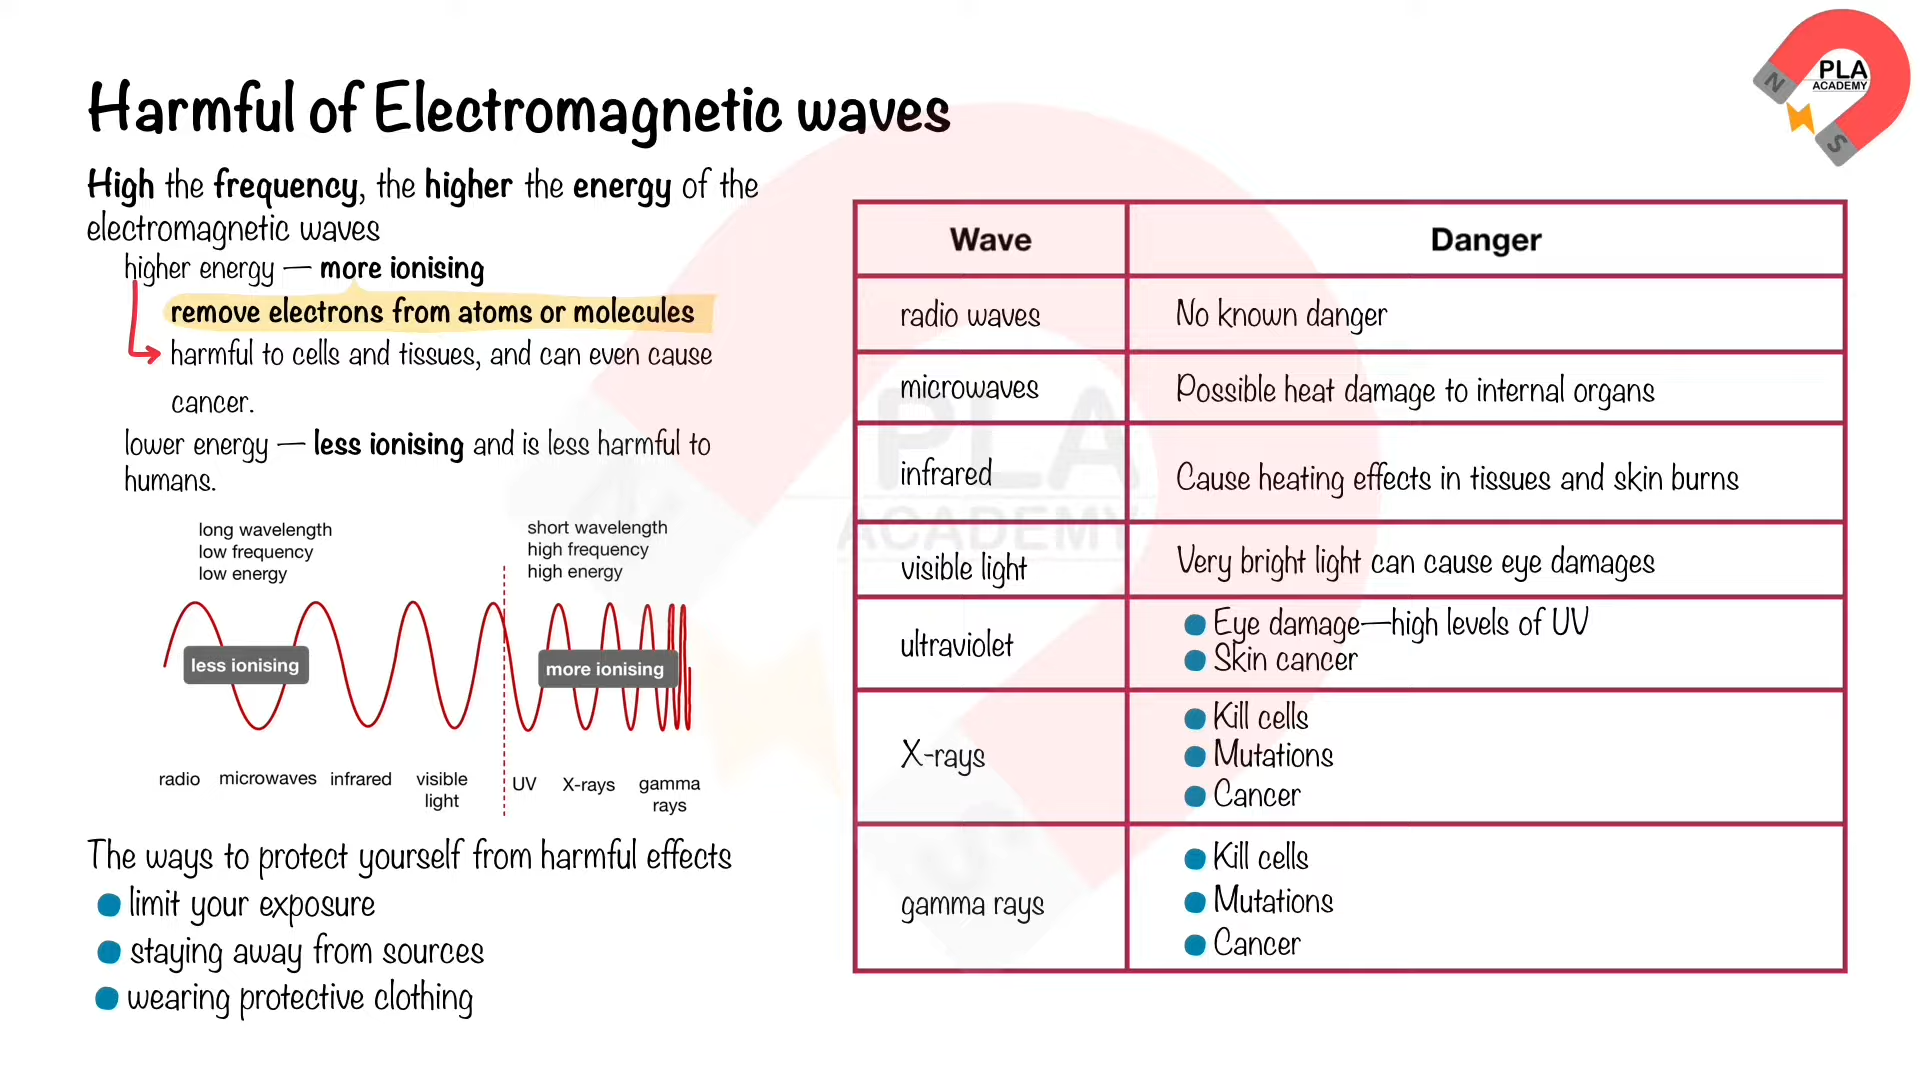 PLA
ACADEMY
N
S
Harmful of Electromagnetic waves
High the frequency, the higher the energy of the
electromagnetic waves
higher energy — more ionising
remove electrons from atoms or molecules
harmful to cells and tissues, and can even cause
cancer.
lower energy — less ionising and is less harmful to
humans.
long wavelength
low frequency
low energy
short wavelength
high frequency
high energy
less ionising
more ionising
radio microwaves infrared visible light UV X-rays gamma rays
The ways to protect yourself from harmful effects
limit your exposure
staying away from sources
wearing protective clothing
Wave Danger
radio waves No known danger
microwaves Possible heat damage to internal organs
infrared Cause heating effects in tissues and skin burns
visible light Very bright light can cause eye damages
ultraviolet
Eye damage—high levels of UV
Skin cancer
X-rays
Kill cells
Mutations
Cancer
gamma rays
Kill cells
Mutations
Cancer
PLA
ACADEMY
N
S